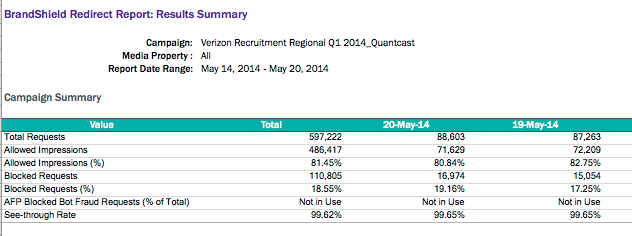 BrandShield Redirect Report: Results Summary
Campaign: Verizon Recruitment Regional Q1 2014_Quantcast
Media Property : All
Report Date Range: May 14, 2014 - May 20, 2014
Campaign Summary
Value Total 20-May-14 19-May-14
Total Requests 597,222 88,603 87,263
Allowed Impressions 486,417 71,629 72,209
Allowed Impressions (%) 81.45% 80.84% 82.75%
Blocked Requests 110,805 16,974 15,054
Blocked Requests (%) 18.55% 19.16% 17.25%
AFP Blocked Bot Fraud Requests (% of Total) Not in Use Not in Use Not in Use
See-through Rate 99.62% 99.65% 99.65%